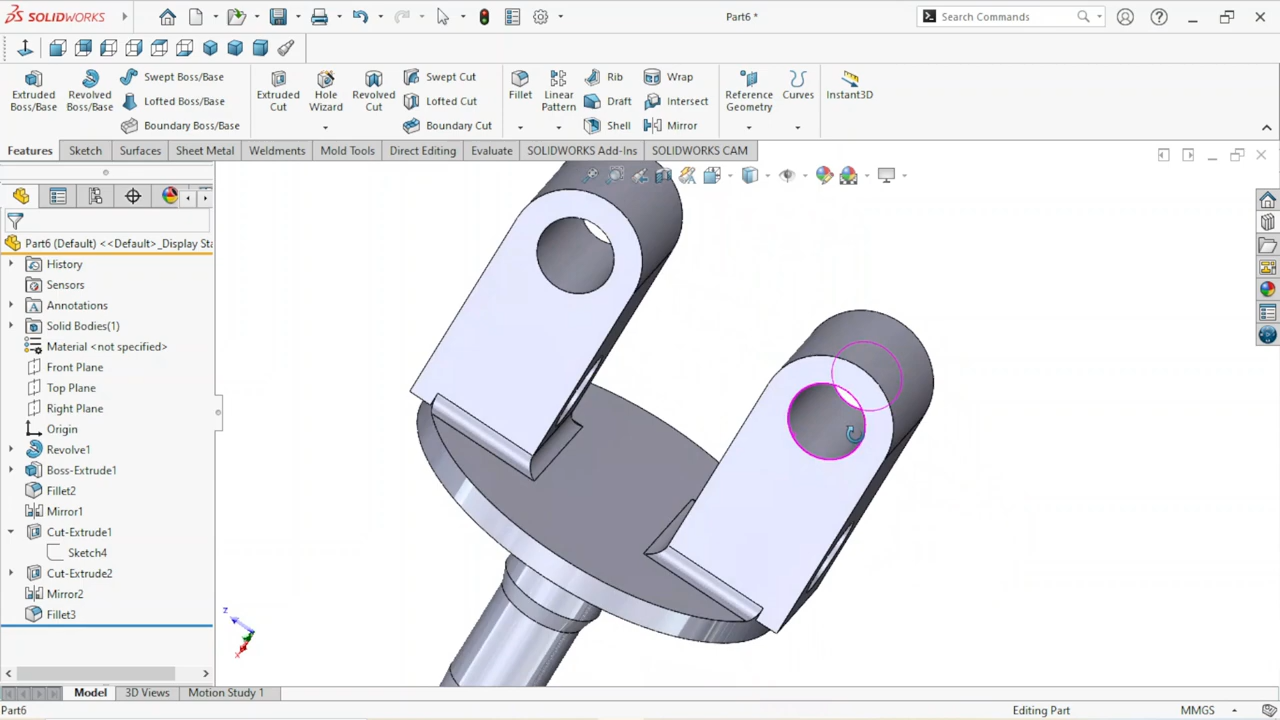 SOLIDWORKS
Part6 *
Search Commands
Extruded Boss/Base
Revolved Boss/Base
Swept Boss/Base
Lofted Boss/Base
Boundary Boss/Base
Extruded Cut
Hole Wizard
Revolved Cut
Swept Cut
Lofted Cut
Boundary Cut
Fillet
Linear Pattern
Rib
Draft
Shell
Wrap
Intersect
Mirror
Reference Geometry
Curves
Instant3D
Features
Sketch
Surfaces
Sheet Metal
Weldments
Mold Tools
Direct Editing
Evaluate
SOLIDWORKS Add-Ins
SOLIDWORKS CAM
Part6 (Default) <<Default>_Display Sta
History
Sensors
Annotations
Solid Bodies(1)
Material <not specified>
Front Plane
Top Plane
Right Plane
Origin
Revolve1
Boss-Extrude1
Fillet2
Mirror1
Cut-Extrude1
Sketch4
Cut-Extrude2
Mirror2
Fillet3
z
x
Model
3D Views
Motion Study 1
Part6
Editing Part
MMGS